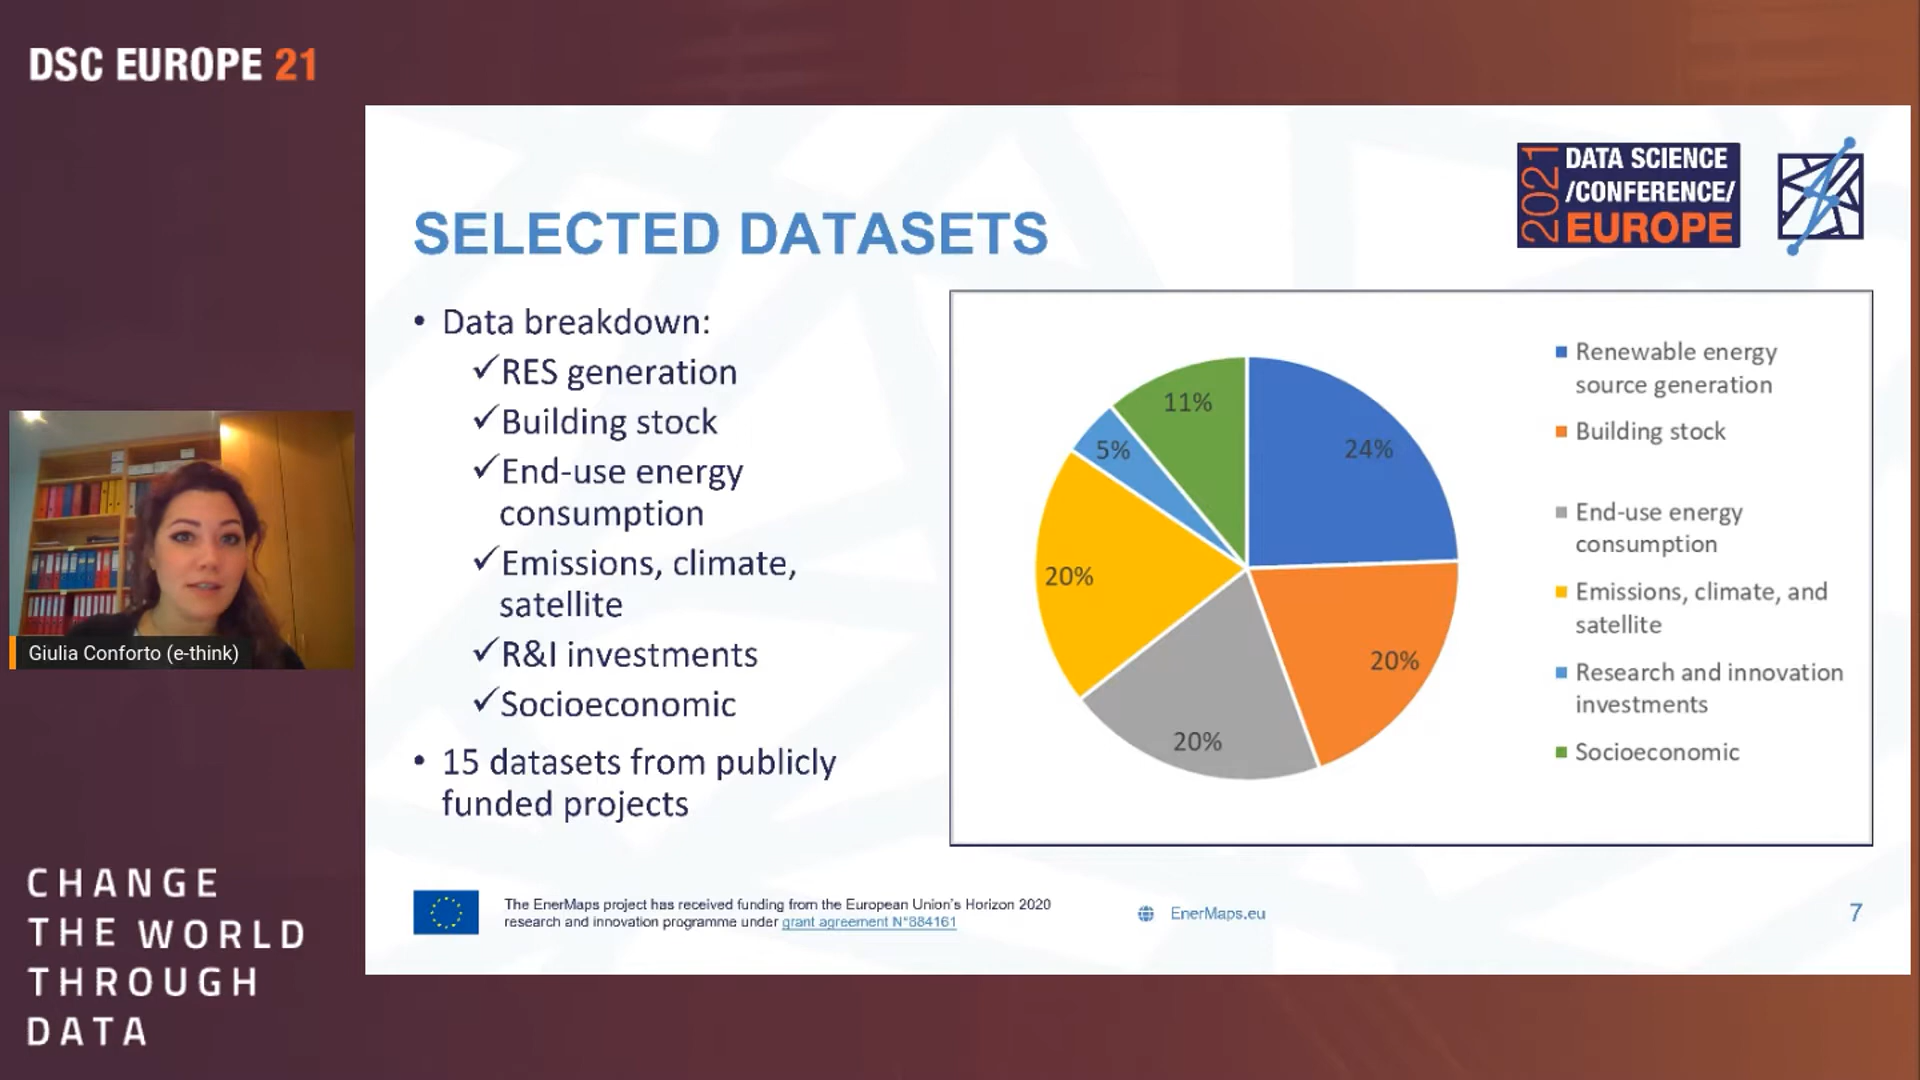 DSC EUROPE 21
2021
DATA SCIENCE
/CONFERENCE/
EUROPE
SELECTED DATASETS
• Data breakdown:
✓RES generation
✓Building stock
✓End-use energy
consumption
✓Emissions, climate,
satellite
✓R&I investments
✓Socioeconomic
• 15 datasets from publicly
funded projects
11%
24%
5%
20%
20%
20%
Renewable energy
source generation
Building stock
End-use energy
consumption
Emissions, climate, and
satellite
Research and innovation
investments
Socioeconomic
Giulia Conforto (e-think)
CHANGE
THE WORLD
THROUGH
DATA
The EnerMaps project has received funding from the European Union's Horizon 2020
research and innovation programme under grant agreement N°884161
EnerMaps.eu
7